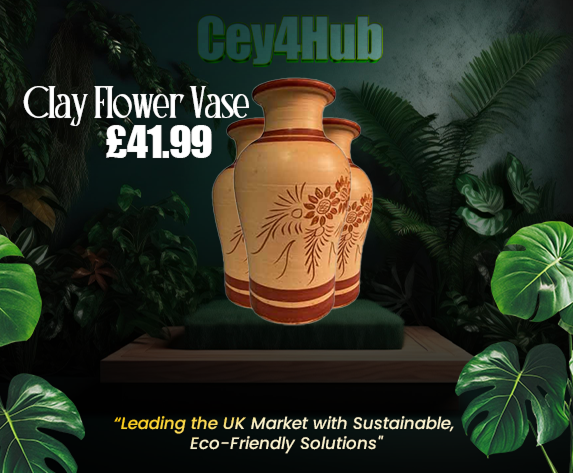 Cey4Hub
Clay Flower Vase
£41.99
“Leading the UK Market with Sustainable,
Eco-Friendly Solutions"